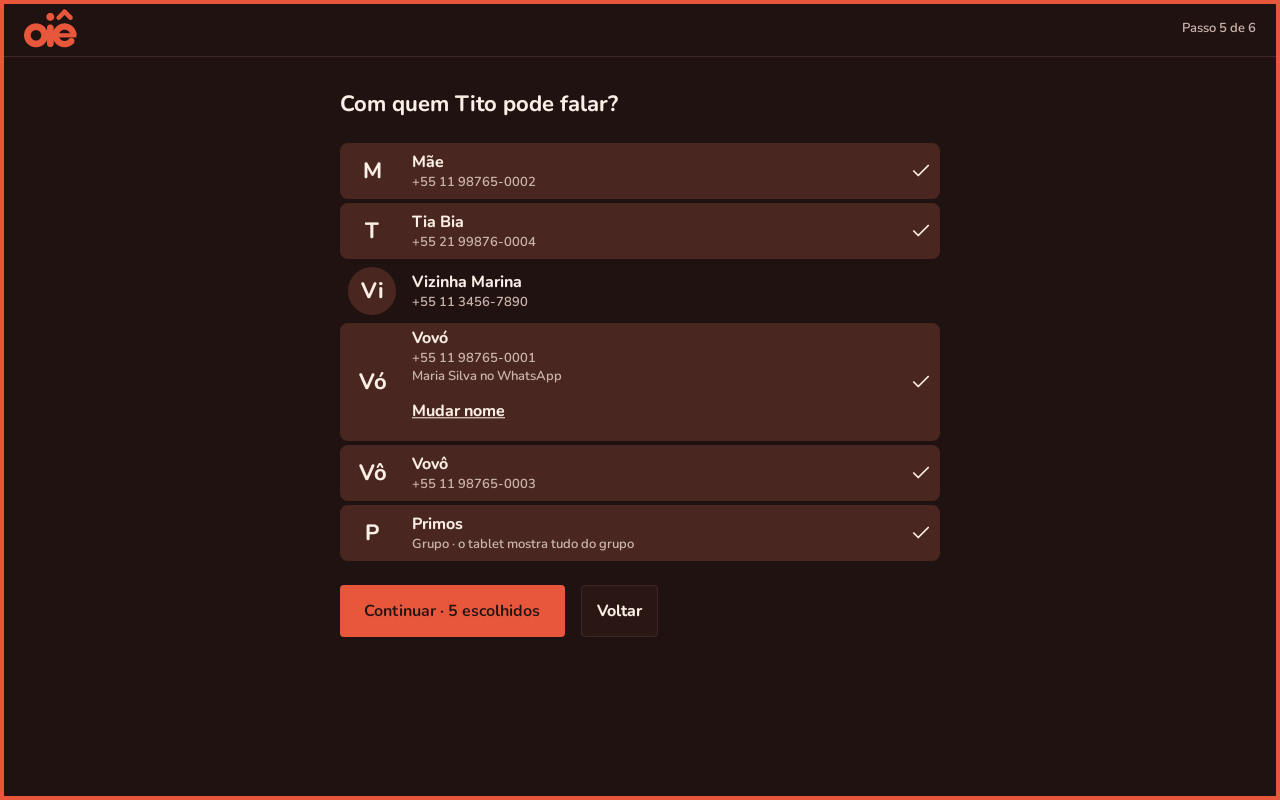 oiê
Passo 5 de 6
Com quem Tito pode falar?
M
Mãe
+55 11 98765-0002
T
Tia Bia
+55 21 99876-0004
Vi
Vizinha Marina
+55 11 3456-7890
Vó
Vovó
+55 11 98765-0001
Maria Silva no WhatsApp
Mudar nome
Vô
Vovô
+55 11 98765-0003
P
Primos
Grupo · o tablet mostra tudo do grupo
Continuar · 5 escolhidos
Voltar